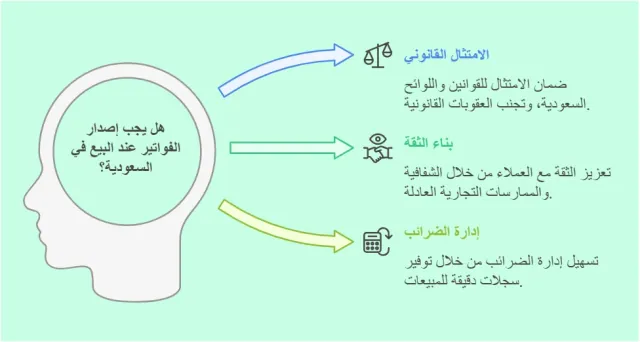 هل يجب إصدار
الفواتير عند البيع في
السعودية؟
الامتثال القانوني
ضمان الامتثال للقوانين واللوائح
السعودية، وتجنب العقوبات القانونية.
بناء الثقة
تعزيز الثقة مع العملاء من خلال الشفافية
والممارسات التجارية العادلة.
إدارة الضرائب
تسهيل إدارة الضرائب من خلال توفير
سجلات دقيقة للمبيعات.